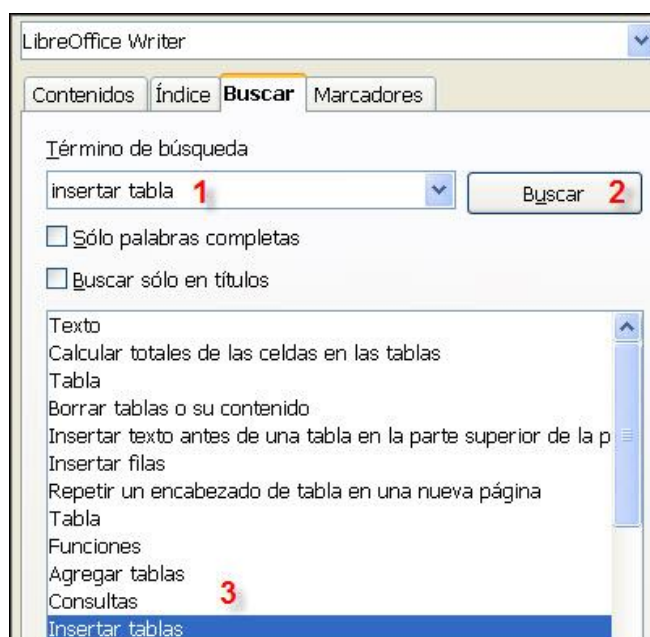 LibreOffice Writer
Contenidos Índice Buscar Marcadores
Término de búsqueda
insertar tabla 1 Buscar 2
Sólo palabras completas
Buscar sólo en títulos
Texto
Calcular totales de las celdas en las tablas
Tabla
Borrar tablas o su contenido
Insertar texto antes de una tabla en la parte superior de la p
Insertar filas
Repetir un encabezado de tabla en una nueva página
Tabla
Funciones
Agregar tablas
Consultas 3
Insertar tablas